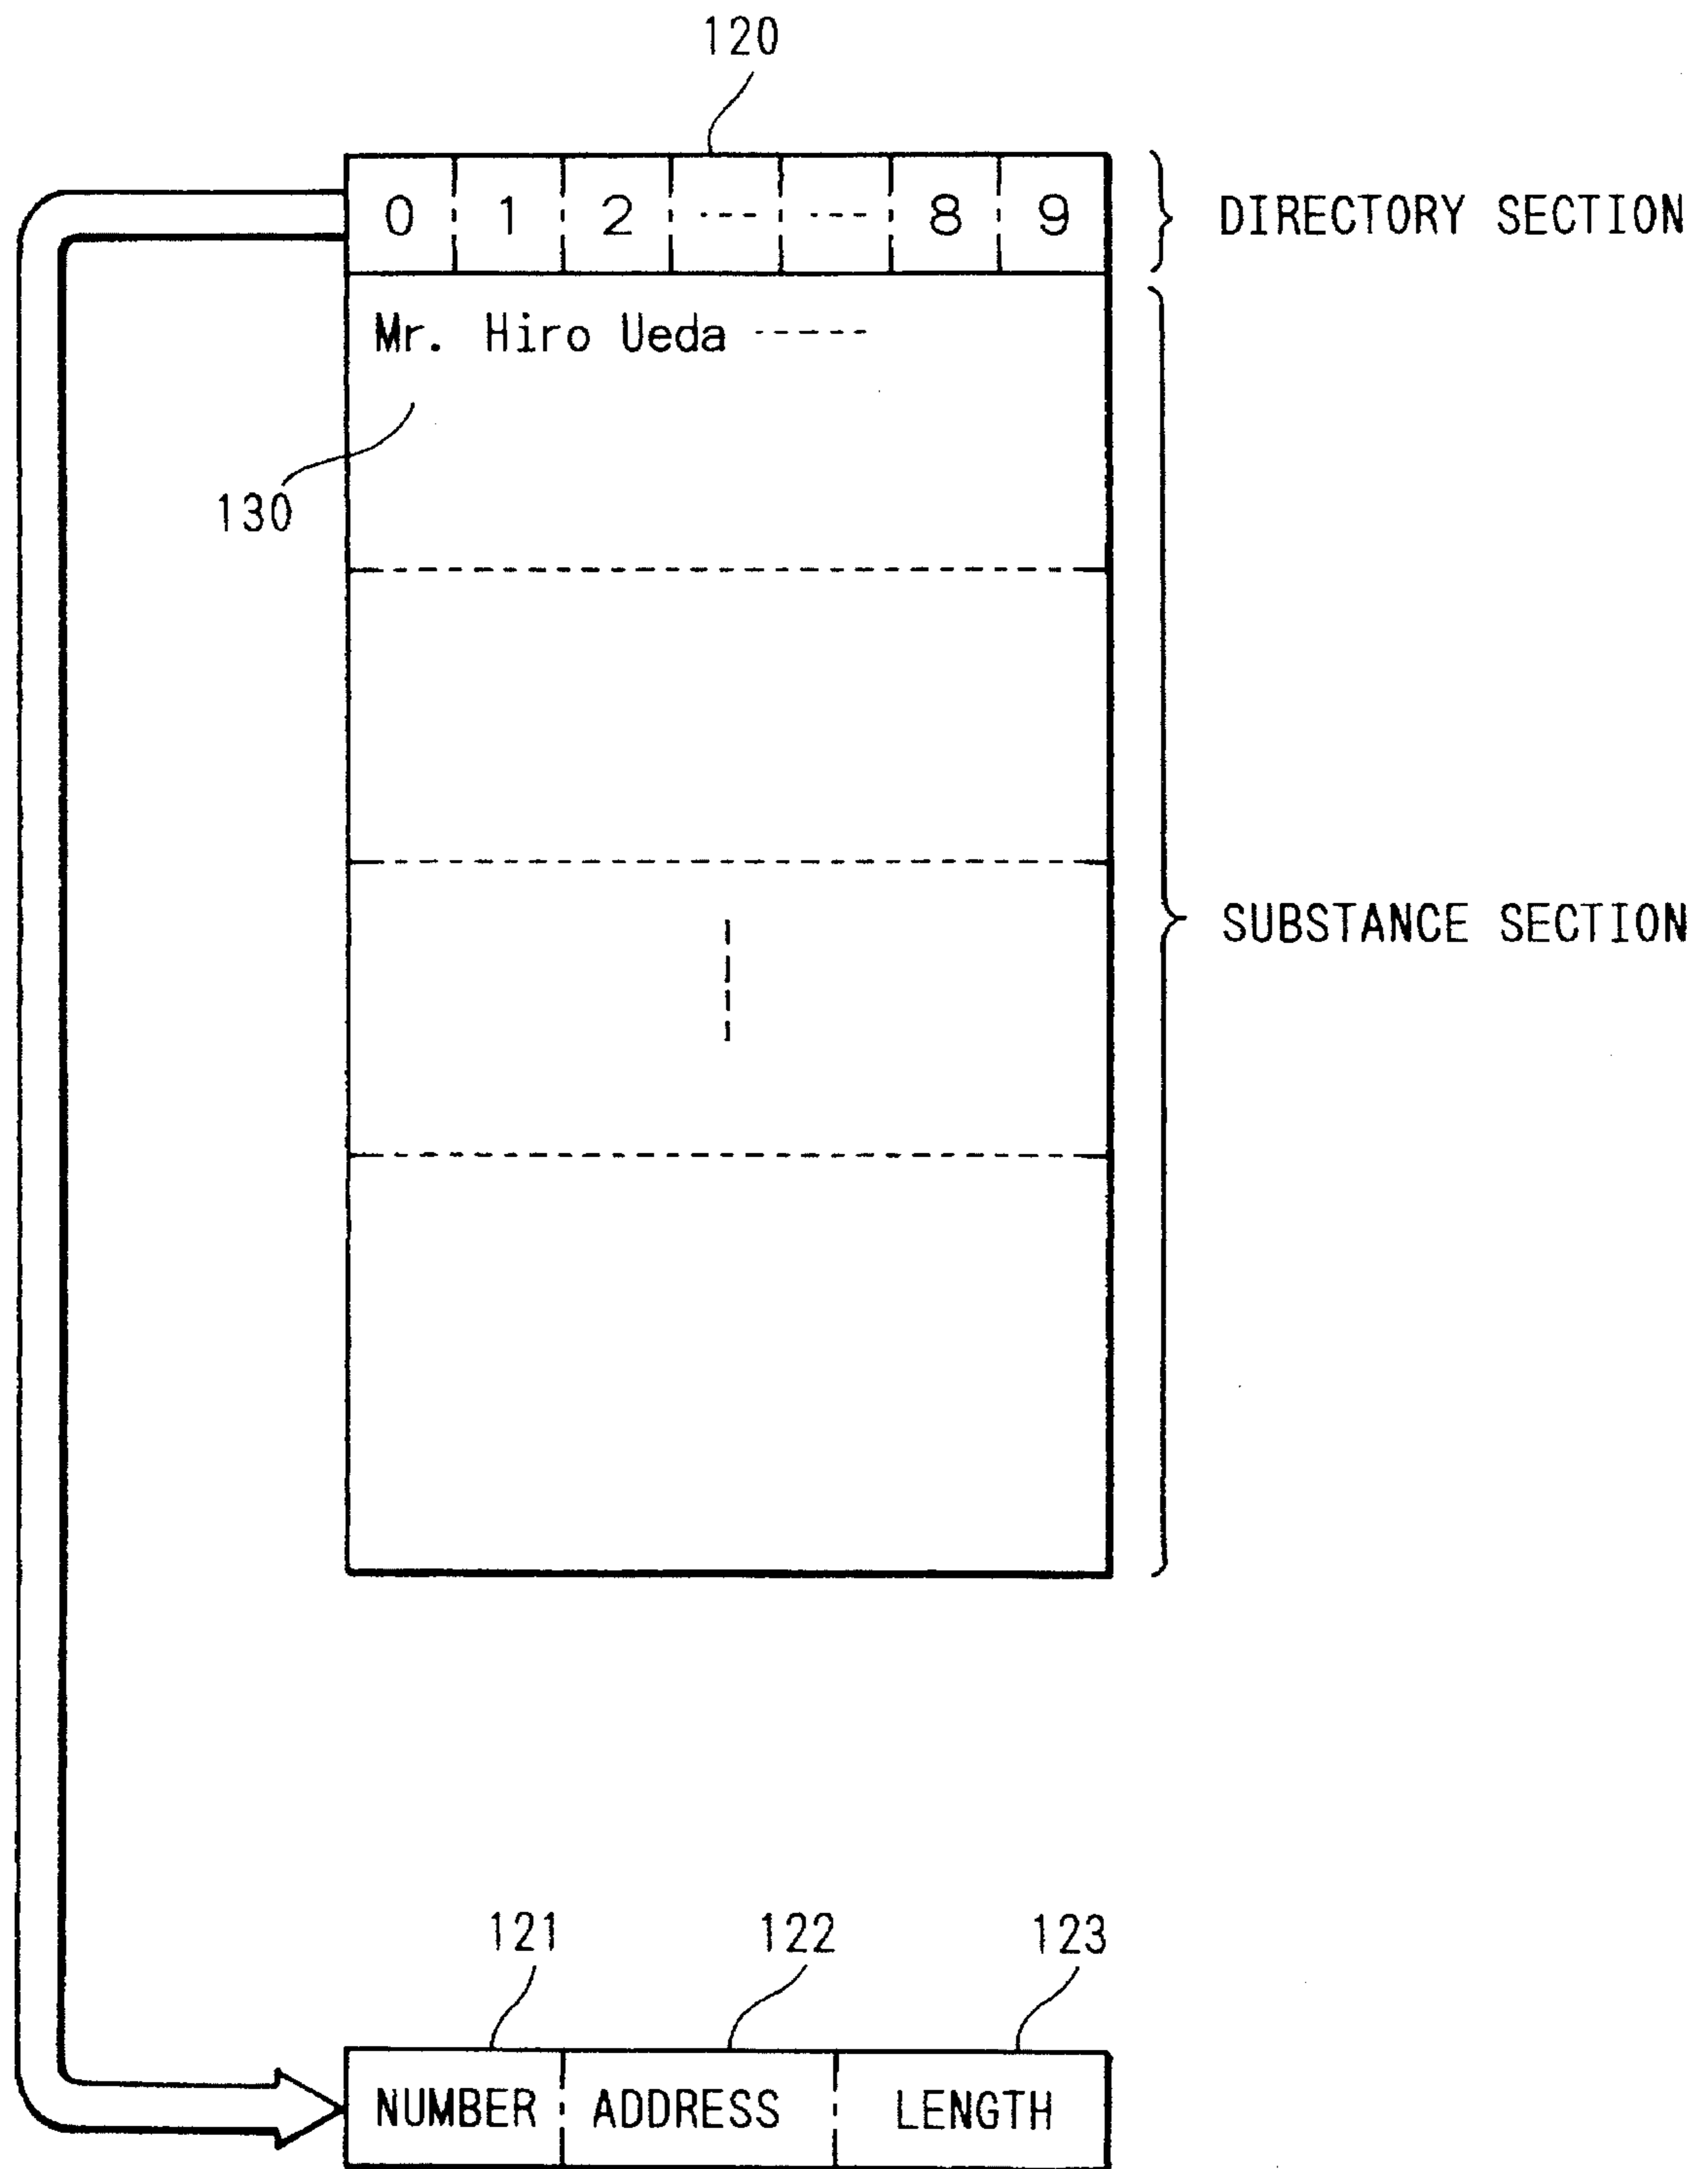 120
0 1 2 --- --- 8 9
DIRECTORY SECTION
Mr. Hiro Ueda -----
130
SUBSTANCE SECTION
121 122 123
NUMBER ADDRESS LENGTH